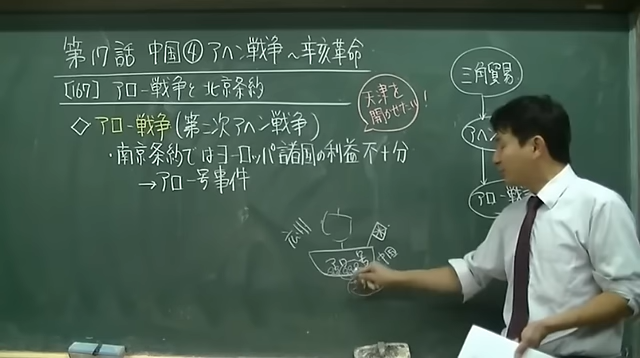 第17話 中国④ アヘン戦争〜辛亥革命
[167] アロー戦争と北京条約
天津を
開かせたい!
◇アロー戦争(第二次アヘン戦争)
・南京条約ではヨーロッパ諸国の利益不十分
→アロー号事件
三角貿易
アヘン
アロー戦
中国